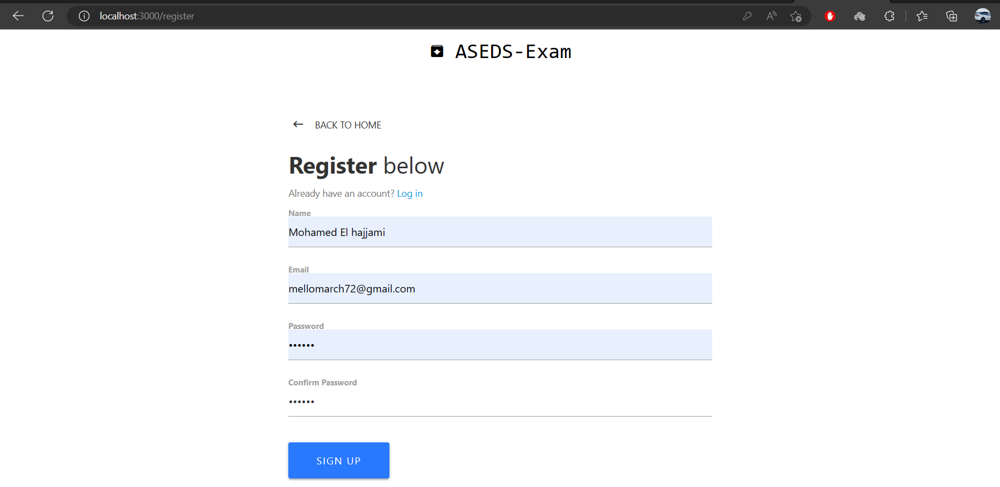 localhost:3000/register
ASEDS-Exam
BACK TO HOME
Register below
Already have an account? Log in
Name
Mohamed El hajjami
Email
mellomarch72@gmail.com
Password
••••••
Confirm Password
••••••
SIGN UP